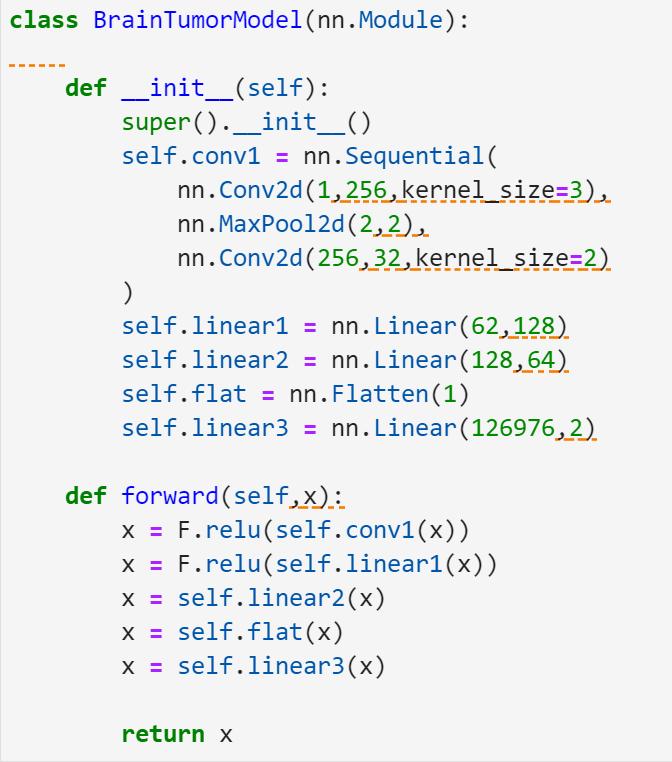 class BrainTumorModel(nn.Module):
    def __init__(self):
        super().__init__()
        self.conv1 = nn.Sequential(
            nn.Conv2d(1,256,kernel_size=3),
            nn.MaxPool2d(2,2),
            nn.Conv2d(256,32,kernel_size=2)
        )
        self.linear1 = nn.Linear(62,128)
        self.linear2 = nn.Linear(128,64)
        self.flat = nn.Flatten(1)
        self.linear3 = nn.Linear(126976,2)
    def forward(self,x):
        x = F.relu(self.conv1(x))
        x = F.relu(self.linear1(x))
        x = self.linear2(x)
        x = self.flat(x)
        x = self.linear3(x)
        return x